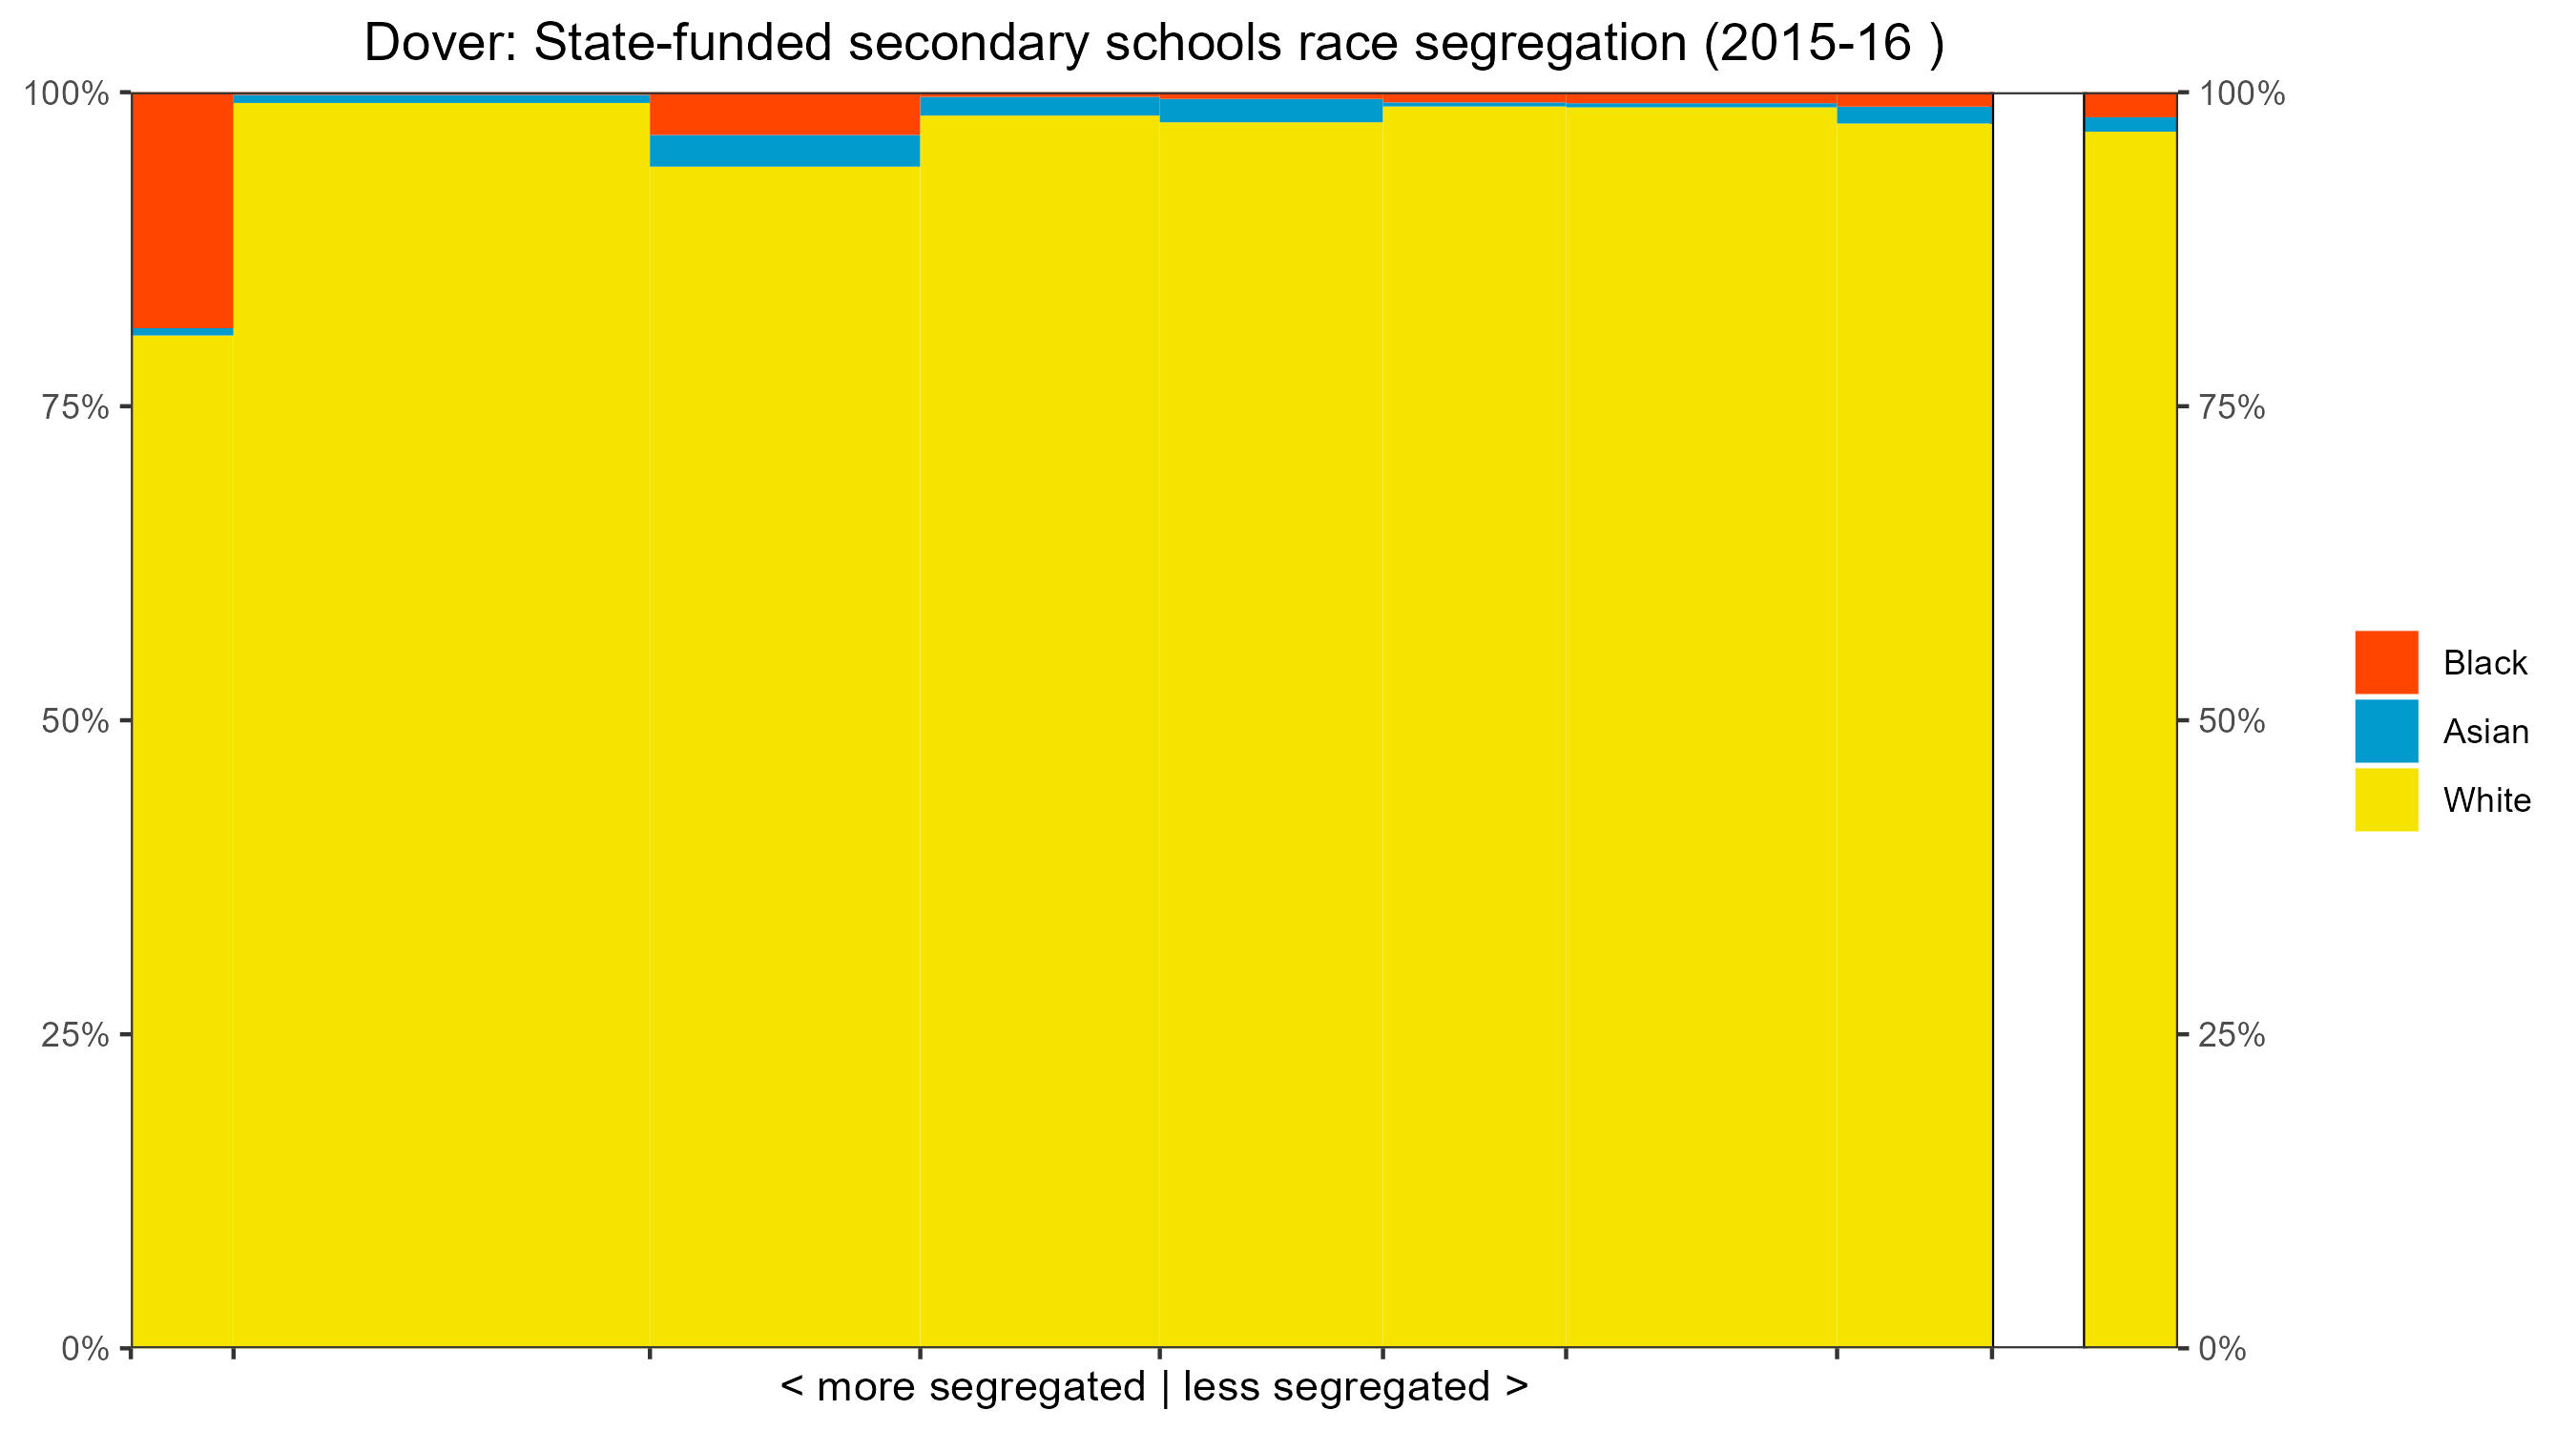 Dover: State-funded secondary schools race segregation (2015-16 )
100%
75%
50%
25%
0%
100%
75%
50%
25%
0%
Black
Asian
White
< more segregated | less segregated >